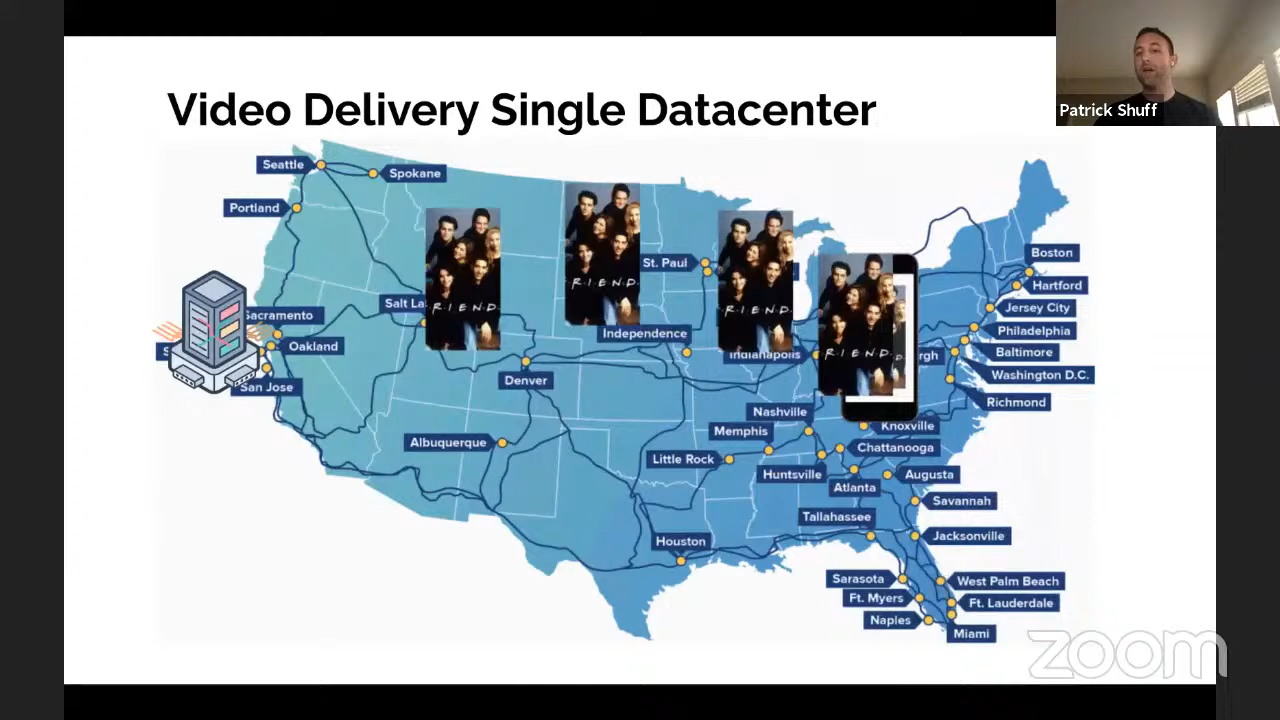 Patrick Shuff
Video Delivery Single Datacenter
Seattle
Spokane
Portland
St. Paul
Boston
Hartford
Salt La
Jersey City
Sacramento
Philadelphia
Independence
Oakland
Baltimore
Indianapolis
rgh
Washington D.C.
Denver
San Jose
Richmond
Nashville
Knoxville
Memphis
Albuquerque
Chattanooga
Little Rock
Huntsville
Augusta
Atlanta
Savannah
Tallahassee
Jacksonville
Houston
Sarasota
West Palm Beach
Ft. Myers
Ft. Lauderdale
Naples
Miami
R·I·E·N·D
R·I·E·N·D
R·I·E·N·D
R·I·E·N·D
zoom